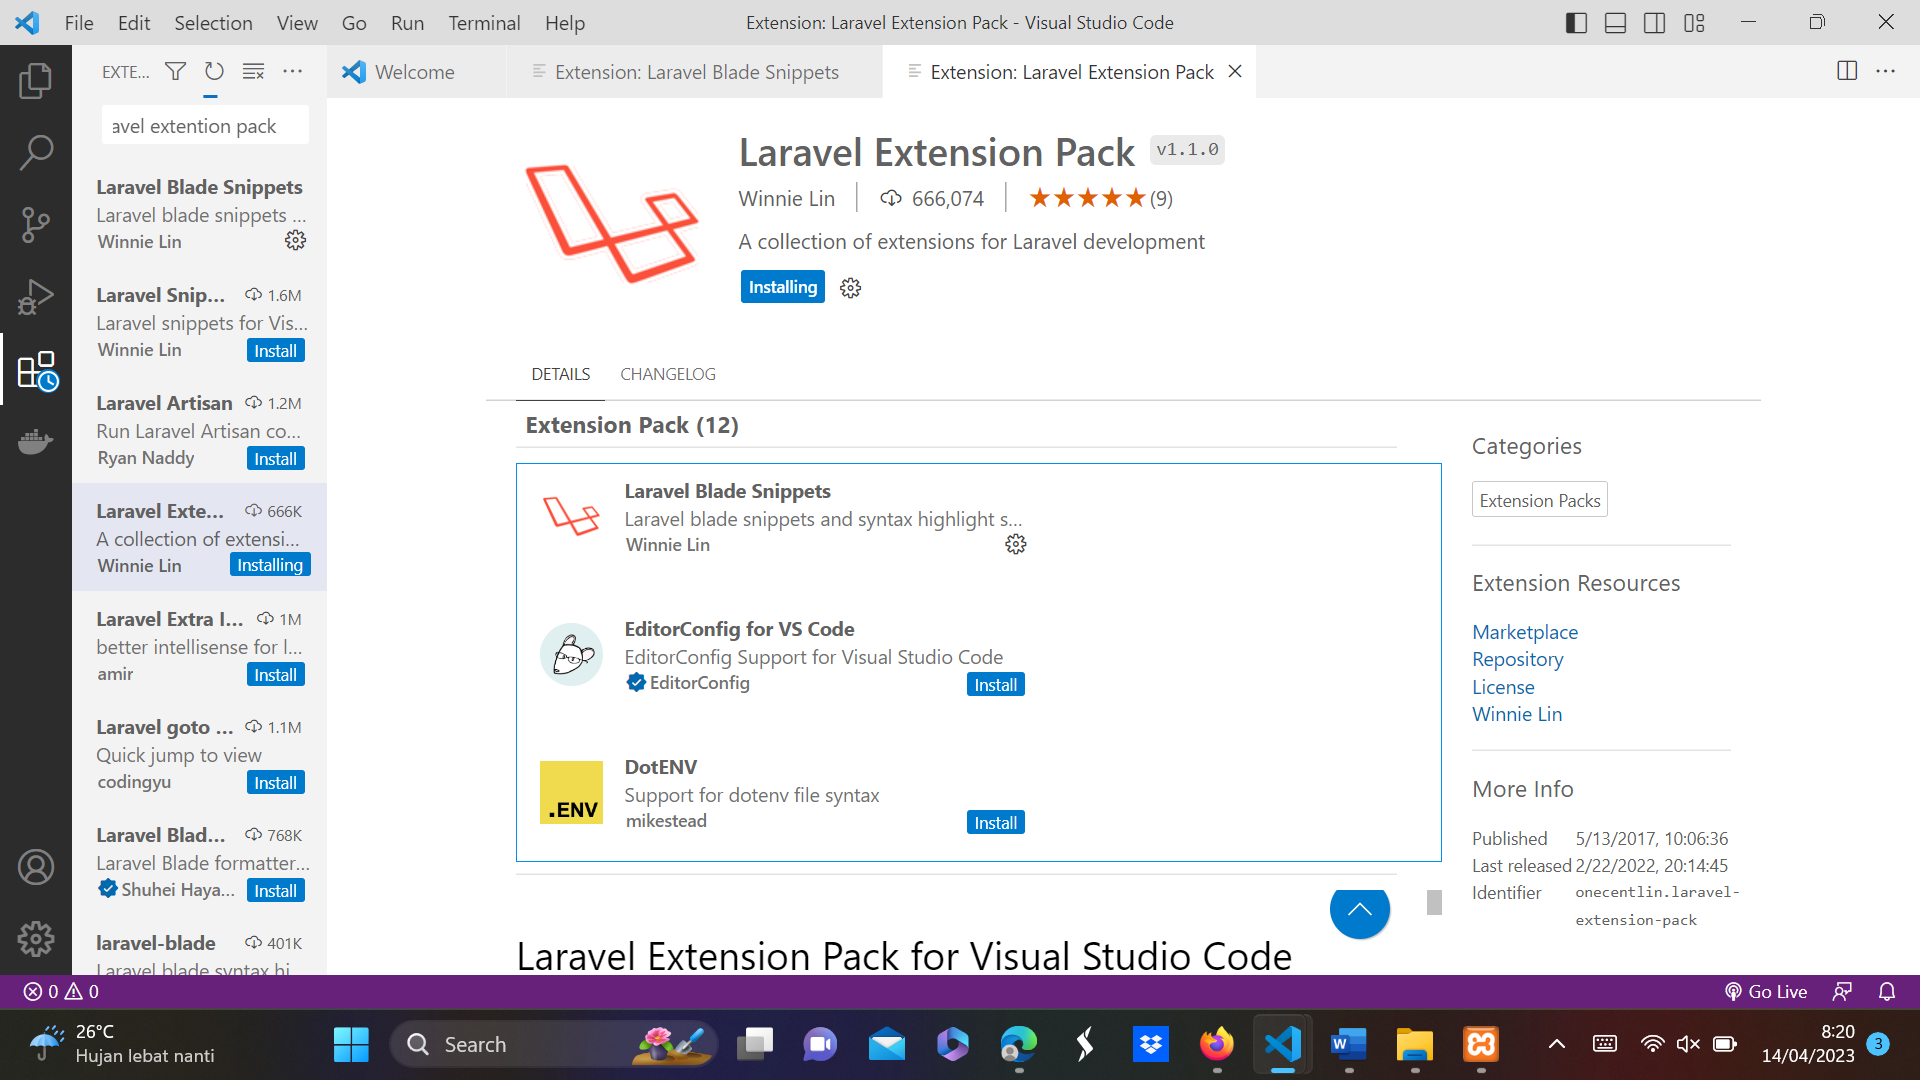 File Edit Selection View Go Run Terminal Help
Extension: Laravel Extension Pack - Visual Studio Code
EXTE...
Welcome
Extension: Laravel Blade Snippets
Extension: Laravel Extension Pack
avel extention pack
Laravel Blade Snippets
Laravel blade snippets ...
Winnie Lin
Laravel Snip... 1.6M
Laravel snippets for Vis...
Winnie Lin Install
Laravel Artisan 1.2M
Run Laravel Artisan co...
Ryan Naddy Install
Laravel Exte... 666K
A collection of extensi...
Winnie Lin Installing
Laravel Extra I... 1M
better intellisense for l...
amir Install
Laravel goto ... 1.1M
Quick jump to view
codingyu Install
Laravel Blad... 768K
Laravel Blade formatter...
Shuhei Haya... Install
laravel-blade 401K
Laravel blade syntax hi
Laravel Extension Pack v1.1.0
Winnie Lin 666,074 (9)
A collection of extensions for Laravel development
Installing
DETAILS CHANGELOG
Extension Pack (12)
Laravel Blade Snippets
Laravel blade snippets and syntax highlight s...
Winnie Lin
EditorConfig for VS Code
EditorConfig Support for Visual Studio Code
EditorConfig Install
.ENV
DotENV
Support for dotenv file syntax
mikestead Install
Laravel Extension Pack for Visual Studio Code
Categories
Extension Packs
Extension Resources
Marketplace
Repository
License
Winnie Lin
More Info
Published 5/13/2017, 10:06:36
Last released 2/22/2022, 20:14:45
Identifier onecentlin.laravel-
extension-pack
0 0
Go Live
26°C
Hujan lebat nanti
Search
W
8:20
14/04/2023
3